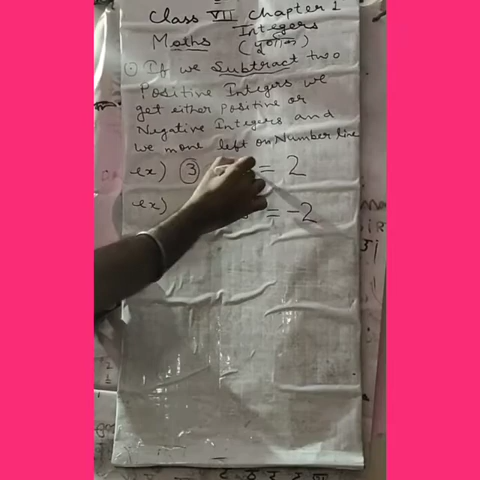 Class VII Chapter 1
Integers
Maths (पूर्णांक)
① If we Subtract two
Positive Integers we
get either positive or
Negative Integers and
We move left on Number line
ex) ③ = 2
ex) = -2